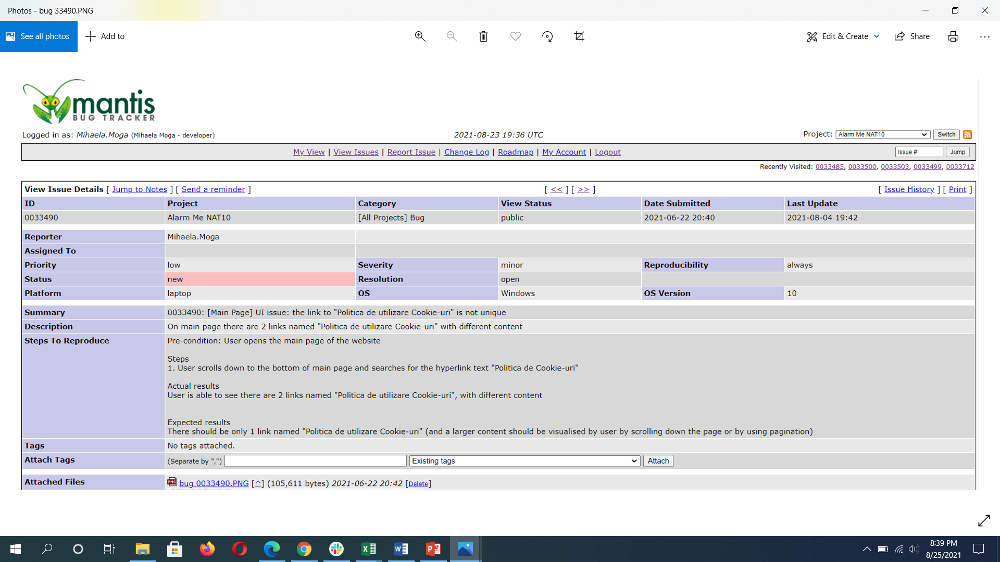 Photos - bug 33490.PNG
See all photos
Add to
Edit & Create
Share
mantis
BUG TRACKER
Logged in as: Mihaela.Moga (Mihaela Moga - developer)
2021-08-23 19:36 UTC
Project: Alarm Me NAT10 Switch
My View | View Issues | Report Issue | Change Log | Roadmap | My Account | Logout
Issue # Jump
Recently Visited: 0033485, 0033500, 0033503, 0033499, 0033712
View Issue Details [ Jump to Notes ] [ Send a reminder ] [ << ] [ >> ] [ Issue History ] [ Print ]
ID Project Category View Status Date Submitted Last Update
0033490 Alarm Me NAT10 [All Projects] Bug public 2021-06-22 20:40 2021-08-04 19:42
Reporter Mihaela.Moga
Assigned To
Priority low Severity minor Reproducibility always
Status new Resolution open
Platform laptop OS Windows OS Version 10
Summary 0033490: [Main Page] UI issue: the link to "Politica de utilizare Cookie-uri" is not unique
Description On main page there are 2 links named "Politica de utilizare Cookie-uri" with different content
Steps To Reproduce Pre-condition: User opens the main page of the website
Steps
1. User scrolls down to the bottom of main page and searches for the hyperlink text "Politica de Cookie-uri"
Actual results
User is able to see there are 2 links named "Politica de utilizare Cookie-uri", with different content
Expected results
There should be only 1 link named "Politica de utilizare Cookie-uri" (and a larger content should be visualised by user by scrolling down the page or by using pagination)
Tags No tags attached.
Attach Tags (Separate by ",") Existing tags Attach
Attached Files PNG bug 0033490.PNG [^] (105,611 bytes) 2021-06-22 20:42 [Delete]
8:39 PM
8/25/2021